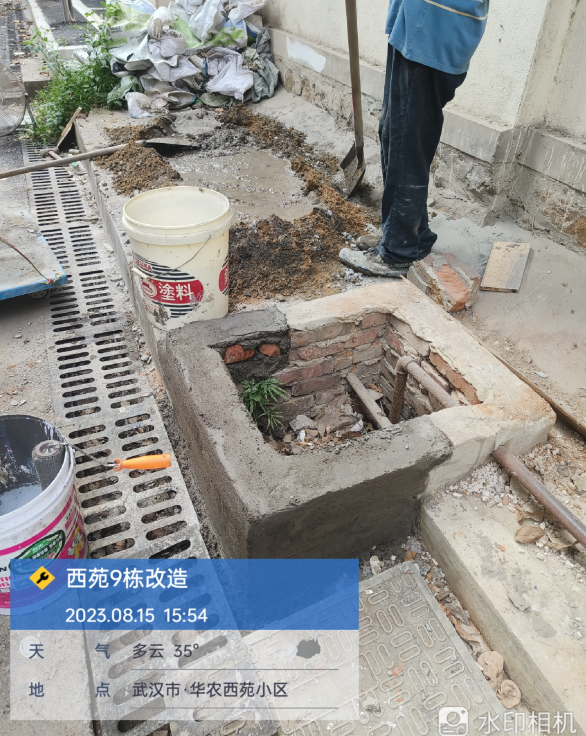 涂料
西苑9栋改造
2023.08.15 15:54
天 气 多云 35°
地 点 武汉市·华农西苑小区
水印相机